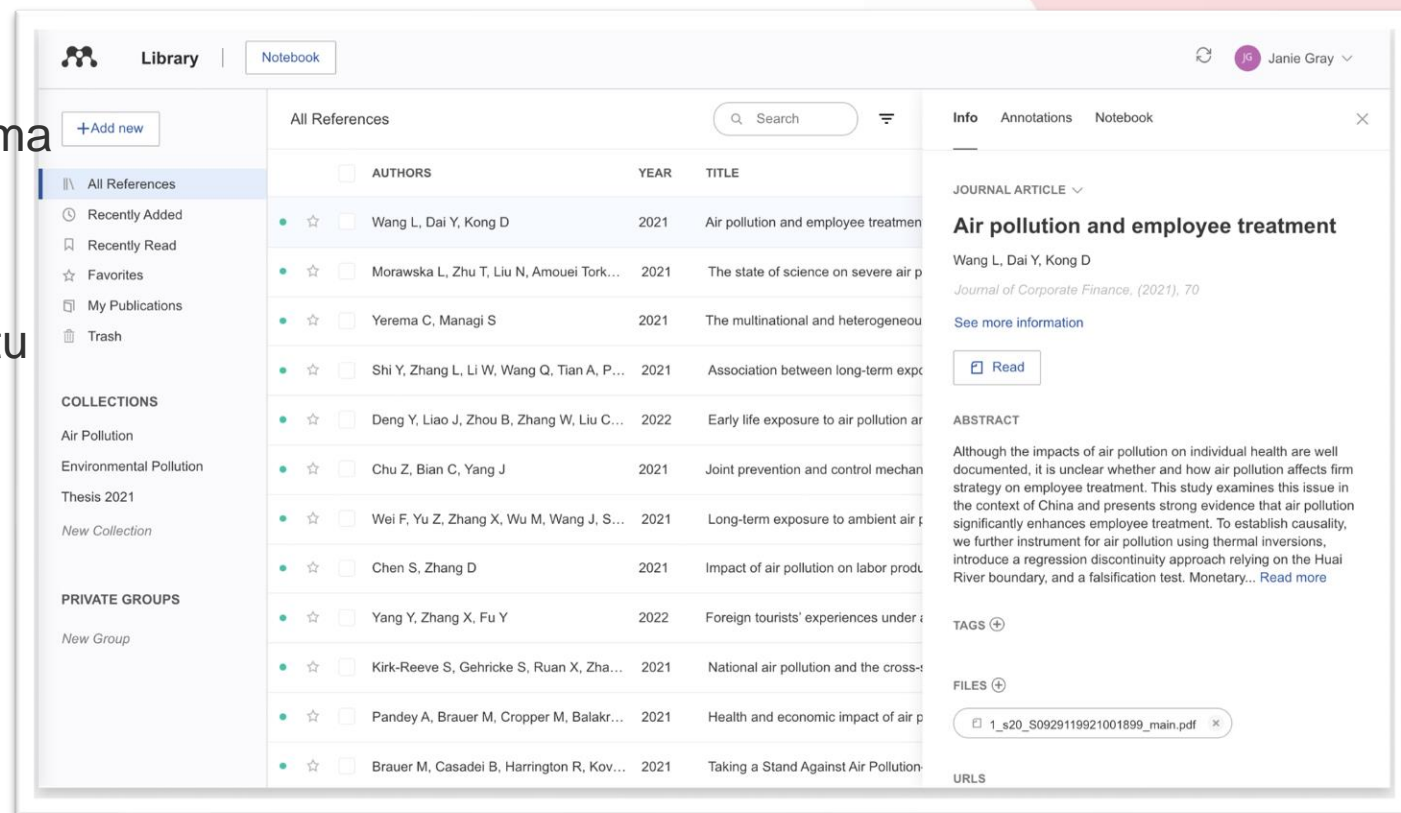 Library
Notebook
JG
Janie Gray
ma
tu
+Add new
All References
Recently Added
Recently Read
Favorites
My Publications
Trash
COLLECTIONS
Air Pollution
Environmental Pollution
Thesis 2021
New Collection
PRIVATE GROUPS
New Group
All References
Search
AUTHORS YEAR TITLE
Wang L, Dai Y, Kong D 2021 Air pollution and employee treatmen
Morawska L, Zhu T, Liu N, Amouei Tork... 2021 The state of science on severe air p
Yerema C, Managi S 2021 The multinational and heterogeneou
Shi Y, Zhang L, Li W, Wang Q, Tian A, P... 2021 Association between long-term expo
Deng Y, Liao J, Zhou B, Zhang W, Liu C... 2022 Early life exposure to air pollution an
Chu Z, Bian C, Yang J 2021 Joint prevention and control mechan
Wei F, Yu Z, Zhang X, Wu M, Wang J, S... 2021 Long-term exposure to ambient air p
Chen S, Zhang D 2021 Impact of air pollution on labor produ
Yang Y, Zhang X, Fu Y 2022 Foreign tourists' experiences under a
Kirk-Reeve S, Gehricke S, Ruan X, Zha... 2021 National air pollution and the cross-s
Pandey A, Brauer M, Cropper M, Balakr... 2021 Health and economic impact of air p
Brauer M, Casadei B, Harrington R, Kov... 2021 Taking a Stand Against Air Pollution-
Info Annotations Notebook
JOURNAL ARTICLE
Air pollution and employee treatment
Wang L, Dai Y, Kong D
Journal of Corporate Finance, (2021), 70
See more information
Read
ABSTRACT
Although the impacts of air pollution on individual health are well
documented, it is unclear whether and how air pollution affects firm
strategy on employee treatment. This study examines this issue in
the context of China and presents strong evidence that air pollution
significantly enhances employee treatment. To establish causality,
we further instrument for air pollution using thermal inversions,
introduce a regression discontinuity approach relying on the Huai
River boundary, and a falsification test. Monetary... Read more
TAGS
FILES
1_s20_S0929119921001899_main.pdf
URLS